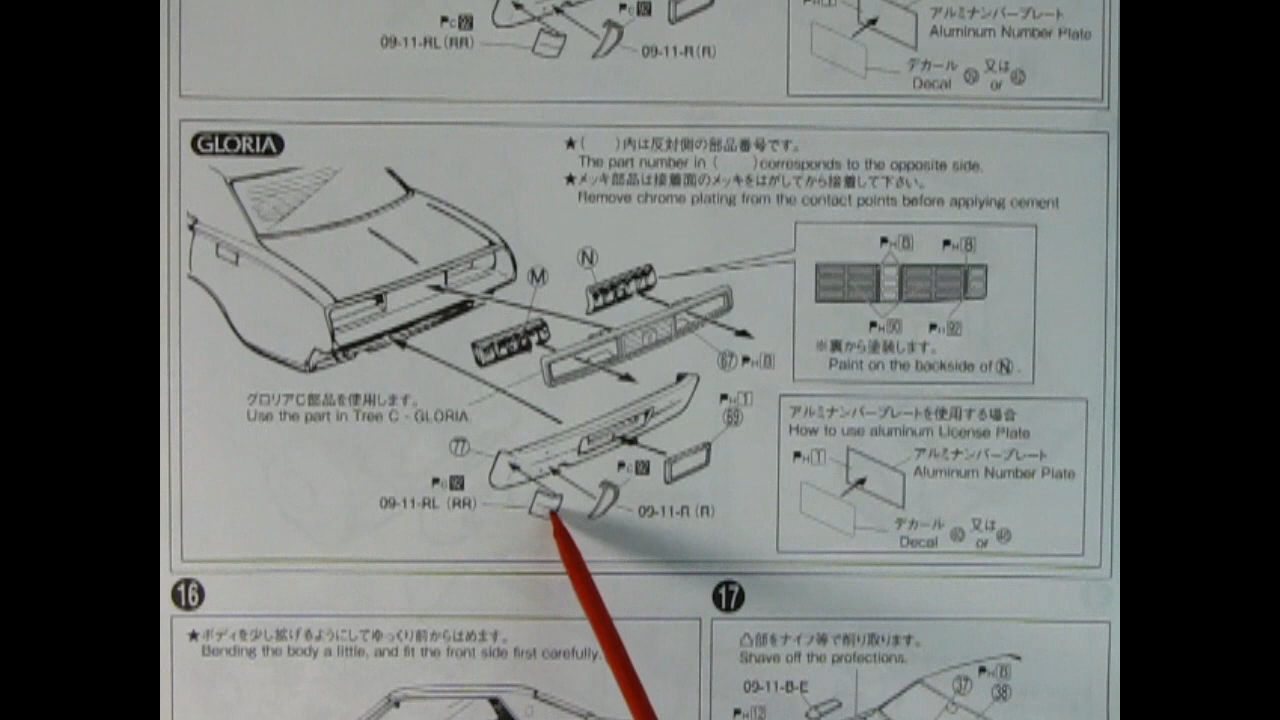 09-11-RL (RR)
09-11-R (R)
アルミナンバープレート
Aluminum Number Plate
デカール 又は
Decal or
GLORIA
★( )内は反対側の部品番号です。
The part number in ( )corresponds to the opposite side.
★メッキ部品は接着面のメッキをはがしてから接着して下さい。
Remove chrome plating from the contact points before applying cement
N
M
H 8
H 8
H 90
H 92
※裏から塗装します。
Paint on the backside of N .
67 H 8
グロリアC部品を使用します。
Use the part in Tree C - GLORIA
H 1
69
77
C 92
C 92
09-11-RL (RR)
09-11-R (R)
アルミナンバープレートを使用する場合
How to use aluminum License Plate
H 1
アルミナンバープレート
Aluminum Number Plate
デカール 又は
Decal or
16
★ボディを少し拡げるようにしてゆっくり前からはめます。
Bending the body a little, and fit the front side first carefully.
17
凸部をナイフ等で削り取ります。
Shave off the profections.
09-11-B-E
H 12
37
H 8
38